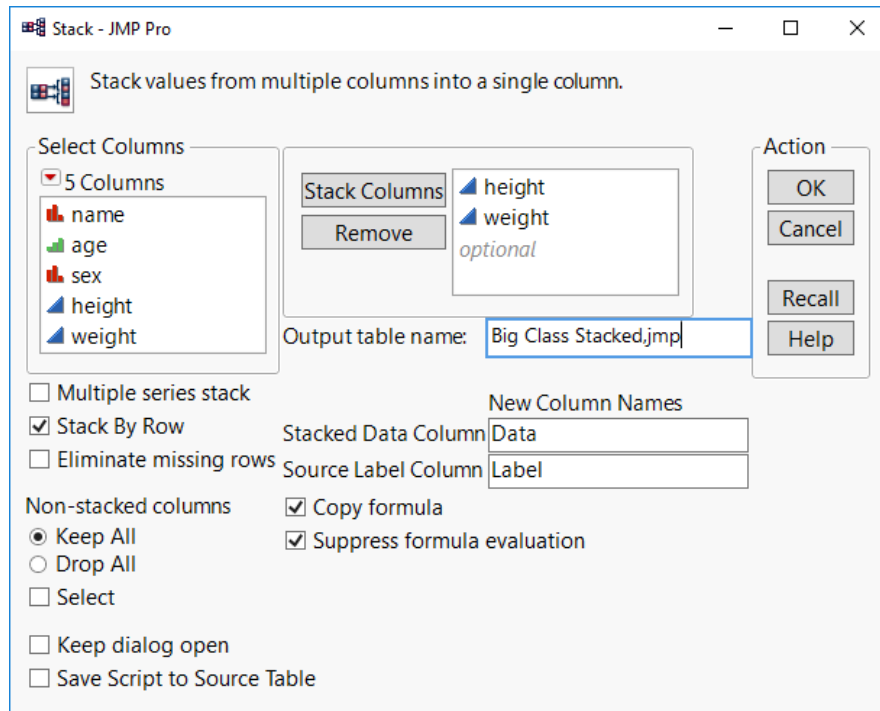 Stack - JMP Pro
Stack values from multiple columns into a single column.
Select Columns
5 Columns
name
age
sex
height
weight
Stack Columns
Remove
height
weight
optional
Action
OK
Cancel
Recall
Help
Output table name: Big Class Stacked,jmp
Multiple series stack
Stack By Row
Eliminate missing rows
New Column Names
Stacked Data Column Data
Source Label Column Label
Non-stacked columns
Keep All
Drop All
Select
Copy formula
Suppress formula evaluation
Keep dialog open
Save Script to Source Table